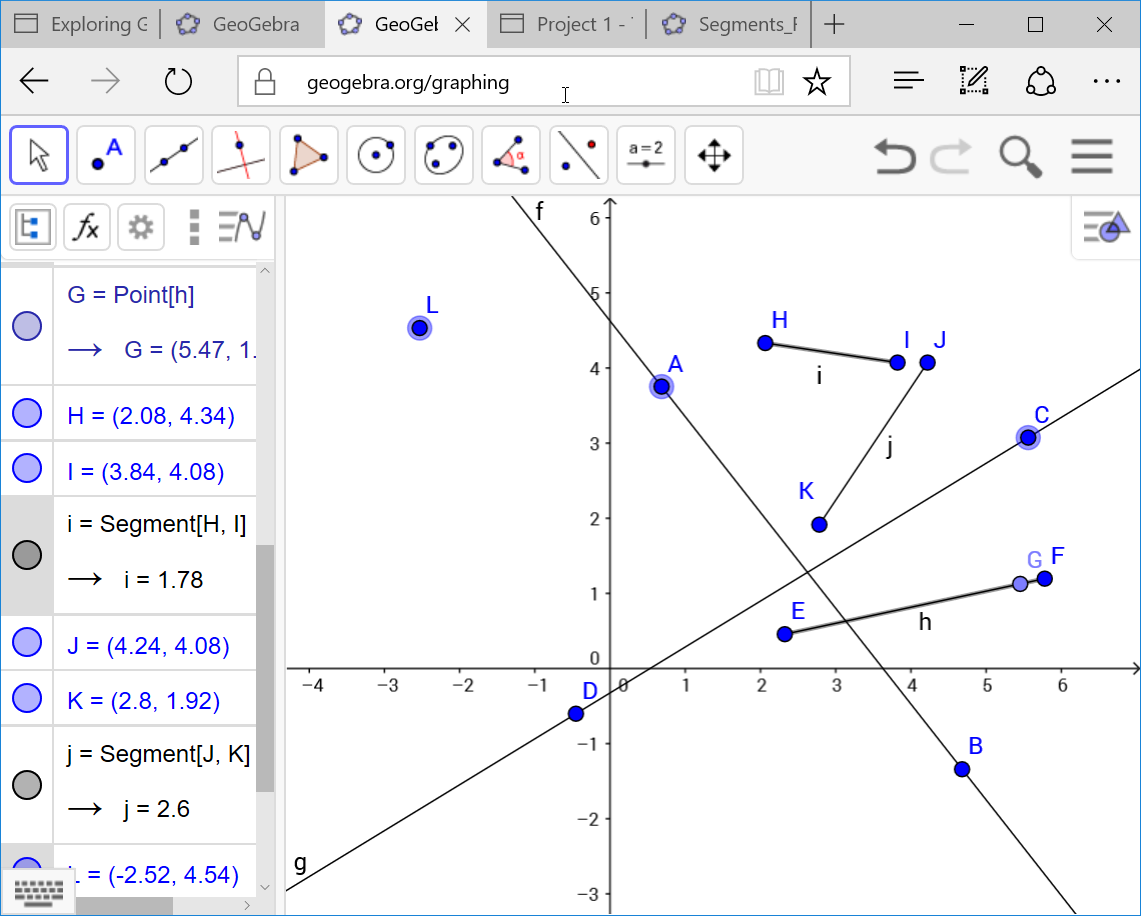 Exploring G
GeoGebra
GeoGeb
Project 1 -
Segments_F
geogebra.org/graphing
A
α
a = 2
fx
G = Point[h]
→ G = (5.47, 1.
H = (2.08, 4.34)
I = (3.84, 4.08)
i = Segment[H, I]
→ i = 1.78
J = (4.24, 4.08)
K = (2.8, 1.92)
j = Segment[J, K]
→ j = 2.6
L = (-2.52, 4.54)
f
6
5
L
H
I
J
4
A
i
C
3
j
K
2
G
F
1
E
h
0
−4
−3
−2
−1
0
1
2
3
4
5
6
D
−1
B
−2
g
−3